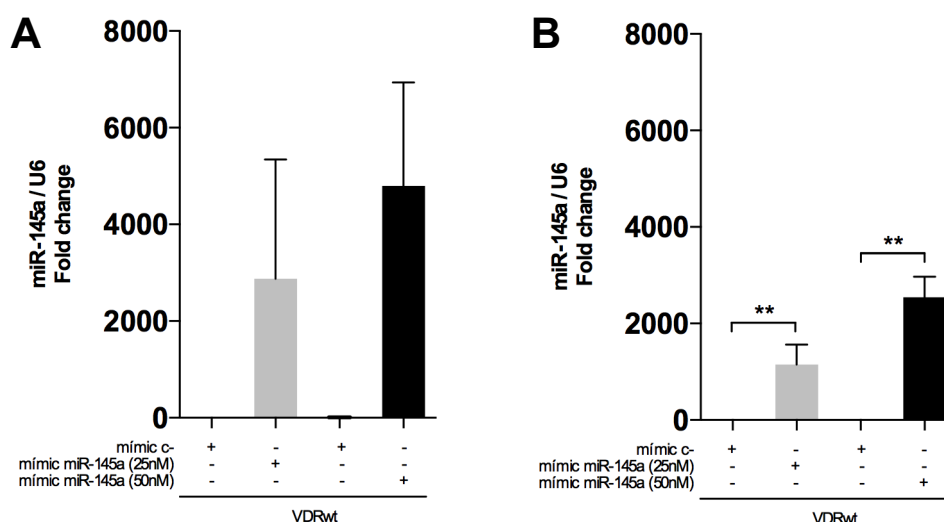 A
miR-145a / U6
Fold change
8000
6000
4000
2000
0
mímic c- + - + -
mímic miR-145a (25nM) - + - -
mímic miR-145a (50nM) - - - +
VDRwt
B
miR-145a / U6
Fold change
8000
6000
4000
2000
0
**
**
mímic c- + - + -
mímic miR-145a (25nM) - + - -
mímic miR-145a (50nM) - - - +
VDRwt